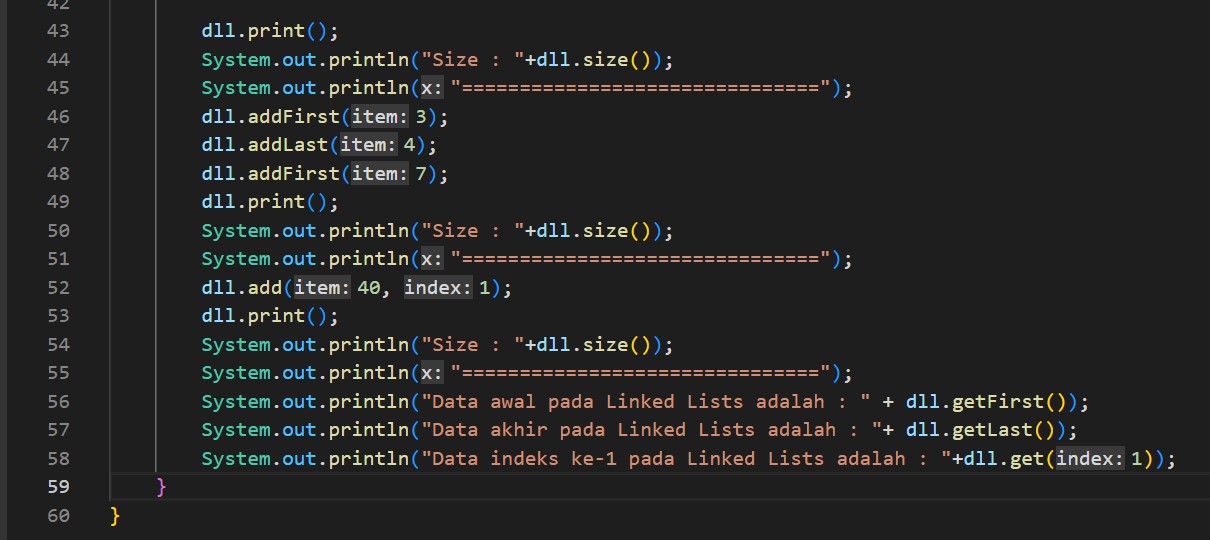 42
43 dll.print();
44 System.out.println("Size : "+dll.size());
45 System.out.println(x: "===============================");
46 dll.addFirst(item: 3);
47 dll.addLast(item: 4);
48 dll.addFirst(item: 7);
49 dll.print();
50 System.out.println("Size : "+dll.size());
51 System.out.println(x: "===============================");
52 dll.add(item: 40, index: 1);
53 dll.print();
54 System.out.println("Size : "+dll.size());
55 System.out.println(x: "===============================");
56 System.out.println("Data awal pada Linked Lists adalah : " + dll.getFirst());
57 System.out.println("Data akhir pada Linked Lists adalah : "+ dll.getLast());
58 System.out.println("Data indeks ke-1 pada Linked Lists adalah : "+dll.get(index: 1));
59 }
60 }